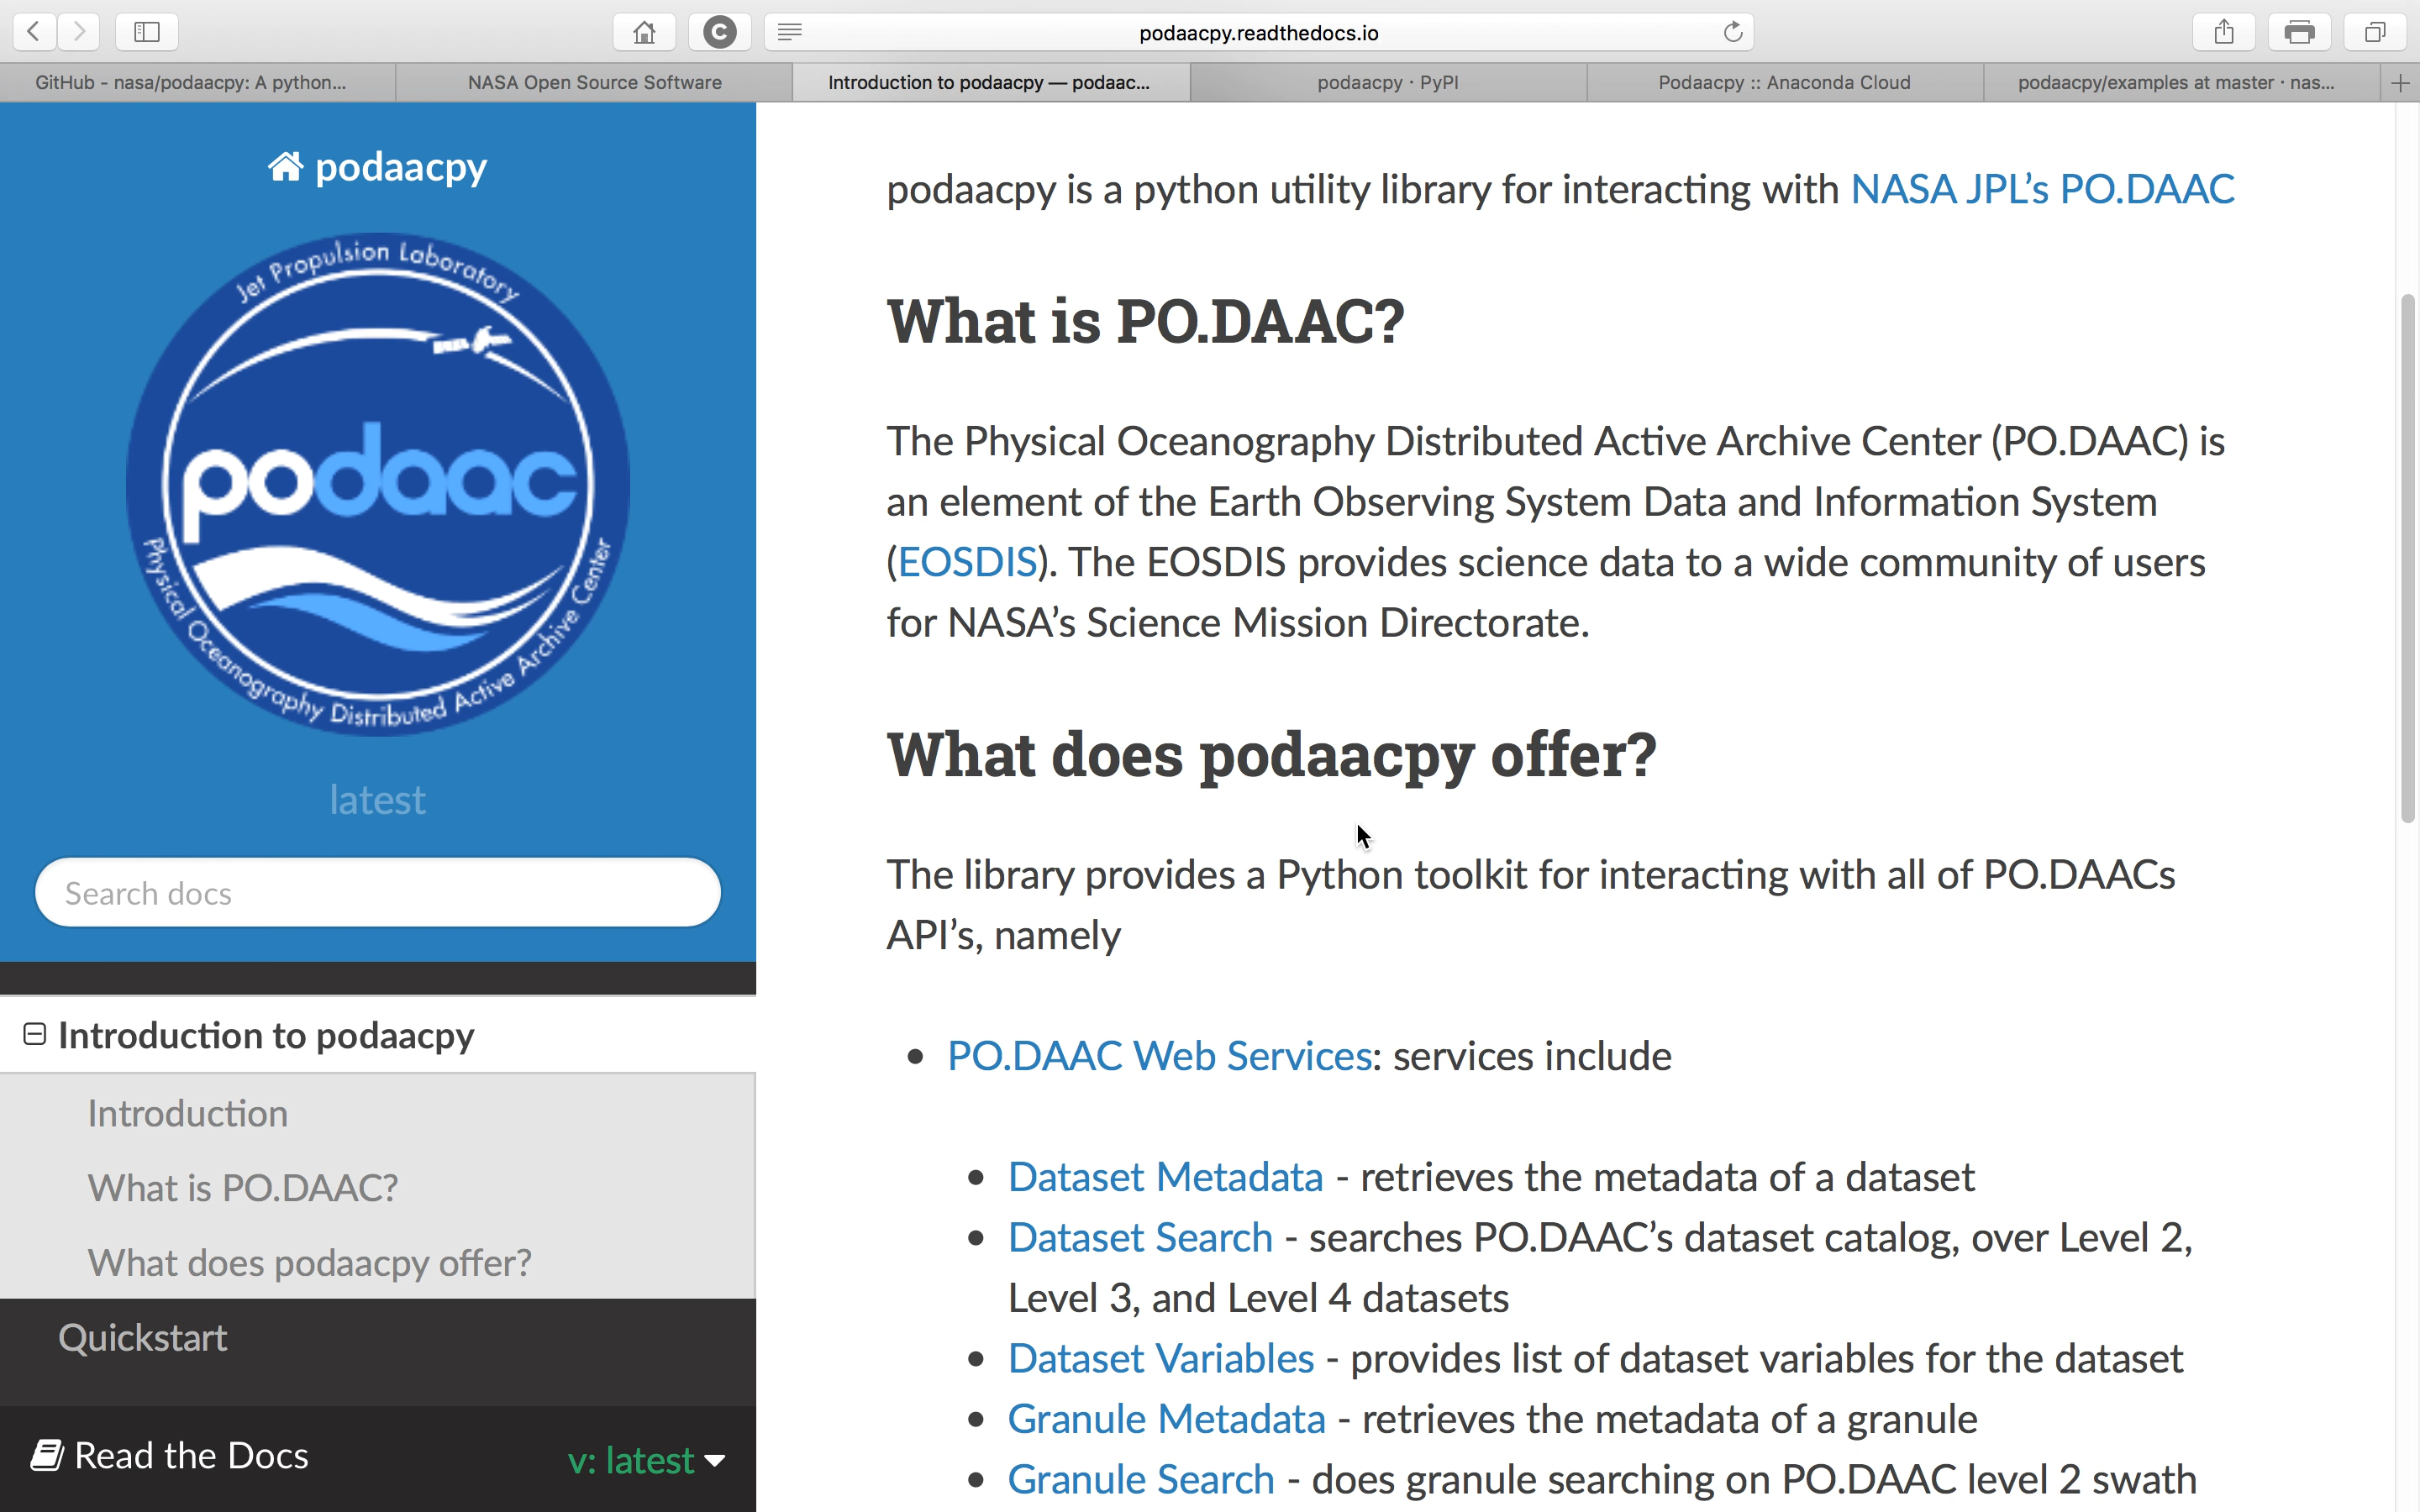 podaacpy.readthedocs.io
GitHub - nasa/podaacpy: A python...
NASA Open Source Software
Introduction to podaacpy — podaac...
podaacpy · PyPI
Podaacpy :: Anaconda Cloud
podaacpy/examples at master · nas...
podaacpy
Jet Propulsion Laboratory
podaac
Physical Oceanography Distributed Active Archive Center
latest
Search docs
Introduction to podaacpy
Introduction
What is PO.DAAC?
What does podaacpy offer?
Quickstart
Read the Docs
v: latest
podaacpy is a python utility library for interacting with NASA JPL’s PO.DAAC
What is PO.DAAC?
The Physical Oceanography Distributed Active Archive Center (PO.DAAC) is
an element of the Earth Observing System Data and Information System
(EOSDIS). The EOSDIS provides science data to a wide community of users
for NASA’s Science Mission Directorate.
What does podaacpy offer?
The library provides a Python toolkit for interacting with all of PO.DAACs
API’s, namely
PO.DAAC Web Services: services include
Dataset Metadata - retrieves the metadata of a dataset
Dataset Search - searches PO.DAAC’s dataset catalog, over Level 2,
Level 3, and Level 4 datasets
Dataset Variables - provides list of dataset variables for the dataset
Granule Metadata - retrieves the metadata of a granule
Granule Search - does granule searching on PO.DAAC level 2 swath